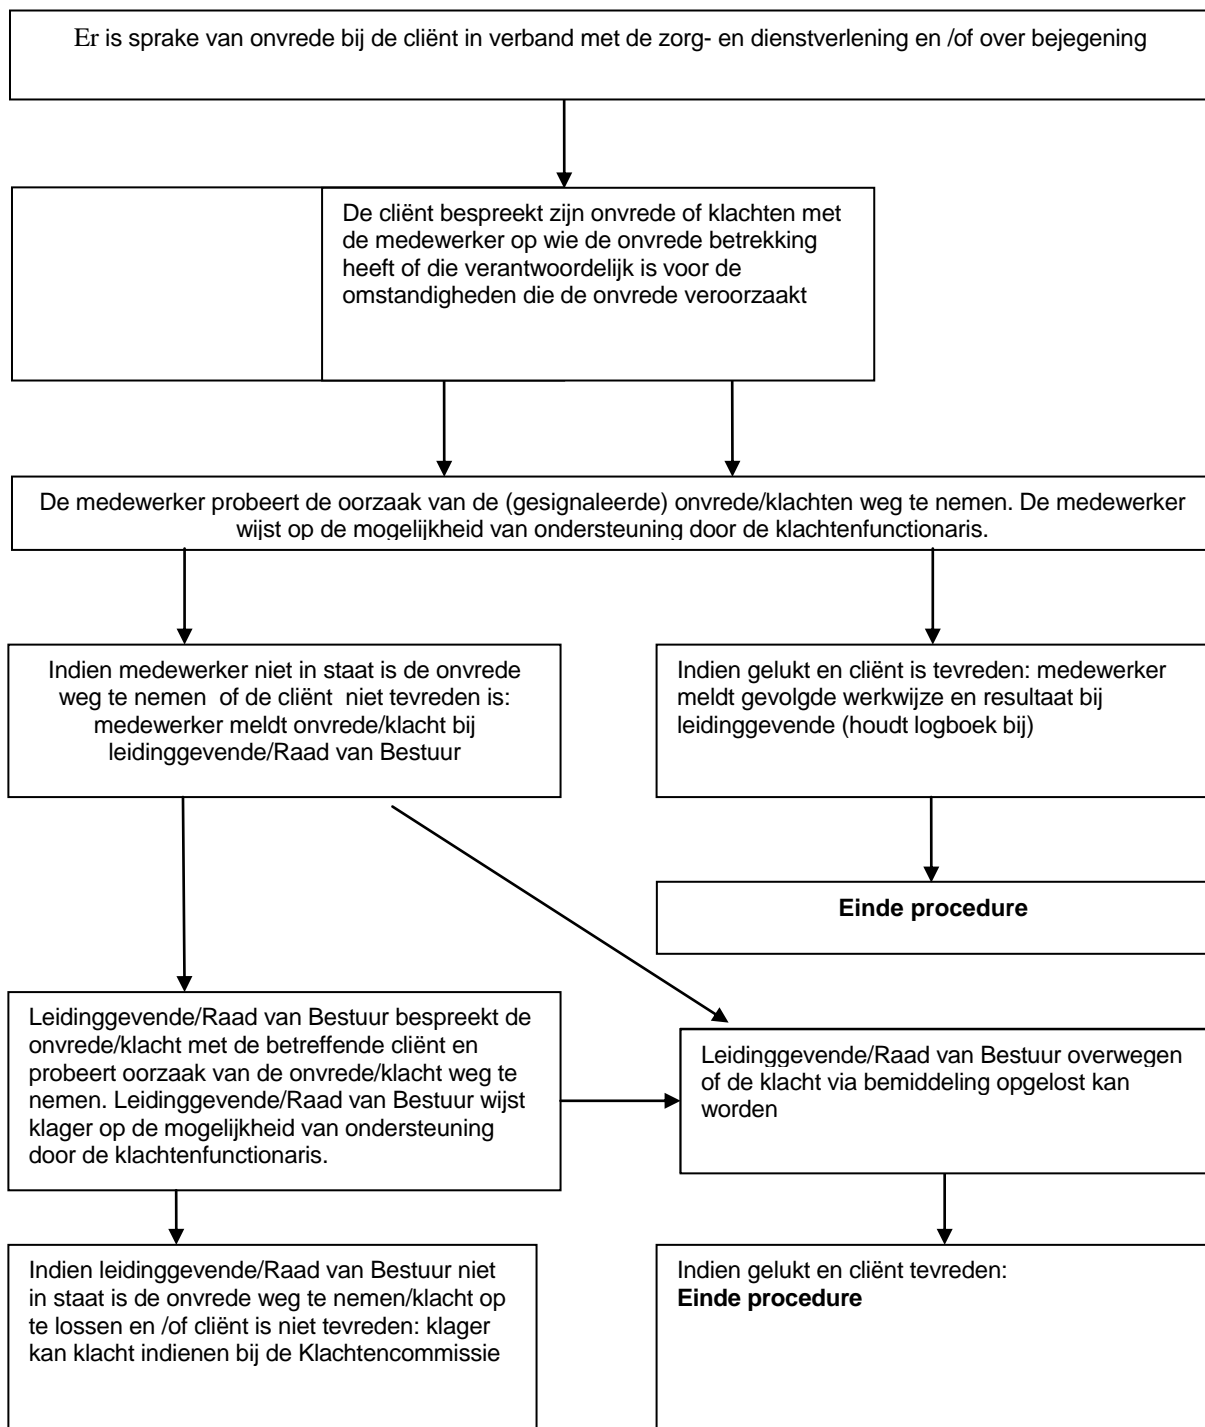 Er is sprake van onvrede bij de cliënt in verband met de zorg- en dienstverlening en /of over bejegening
De cliënt bespreekt zijn onvrede of klachten met
de medewerker op wie de onvrede betrekking
heeft of die verantwoordelijk is voor de
omstandigheden die de onvrede veroorzaakt
De medewerker probeert de oorzaak van de (gesignaleerde) onvrede/klachten weg te nemen. De medewerker
wijst op de mogelijkheid van ondersteuning door de klachtenfunctionaris.
Indien medewerker niet in staat is de onvrede
weg te nemen of de cliënt niet tevreden is:
medewerker meldt onvrede/klacht bij
leidinggevende/Raad van Bestuur
Indien gelukt en cliënt is tevreden: medewerker
meldt gevolgde werkwijze en resultaat bij
leidinggevende (houdt logboek bij)
Einde procedure
Leidinggevende/Raad van Bestuur bespreekt de
onvrede/klacht met de betreffende cliënt en
probeert oorzaak van de onvrede/klacht weg te
nemen. Leidinggevende/Raad van Bestuur wijst
klager op de mogelijkheid van ondersteuning
door de klachtenfunctionaris.
Leidinggevende/Raad van Bestuur overwegen
of de klacht via bemiddeling opgelost kan
worden
Indien leidinggevende/Raad van Bestuur niet
in staat is de onvrede weg te nemen/klacht op
te lossen en /of cliënt is niet tevreden: klager
kan klacht indienen bij de Klachtencommissie
Indien gelukt en cliënt tevreden:
Einde procedure